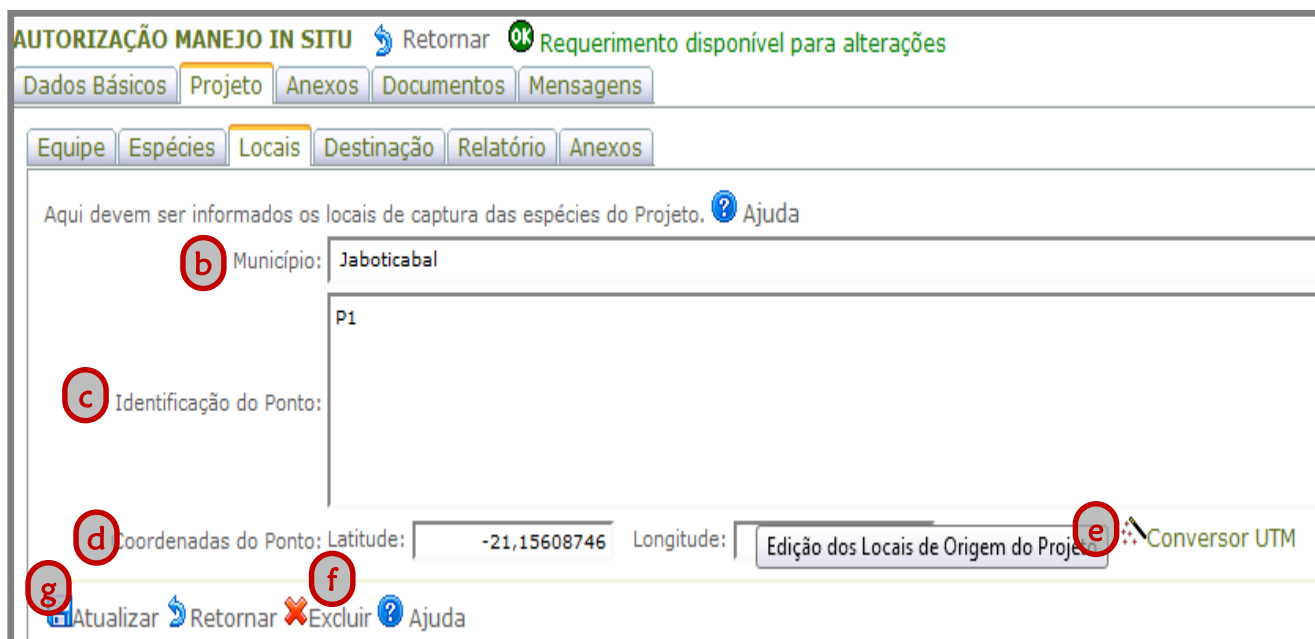 AUTORIZAÇÃO MANEJO IN SITU Retornar OK Requerimento disponível para alterações
Dados Básicos Projeto Anexos Documentos Mensagens
Equipe Espécies Locais Destinação Relatório Anexos
Aqui devem ser informados os locais de captura das espécies do Projeto. ? Ajuda
b Município: Jaboticabal
P1
c Identificação do Ponto:
d Coordenadas do Ponto: Latitude: -21,15608746 Longitude: Edição dos Locais de Origem do Projeto e Conversor UTM
g Atualizar Retornar f Excluir ? Ajuda